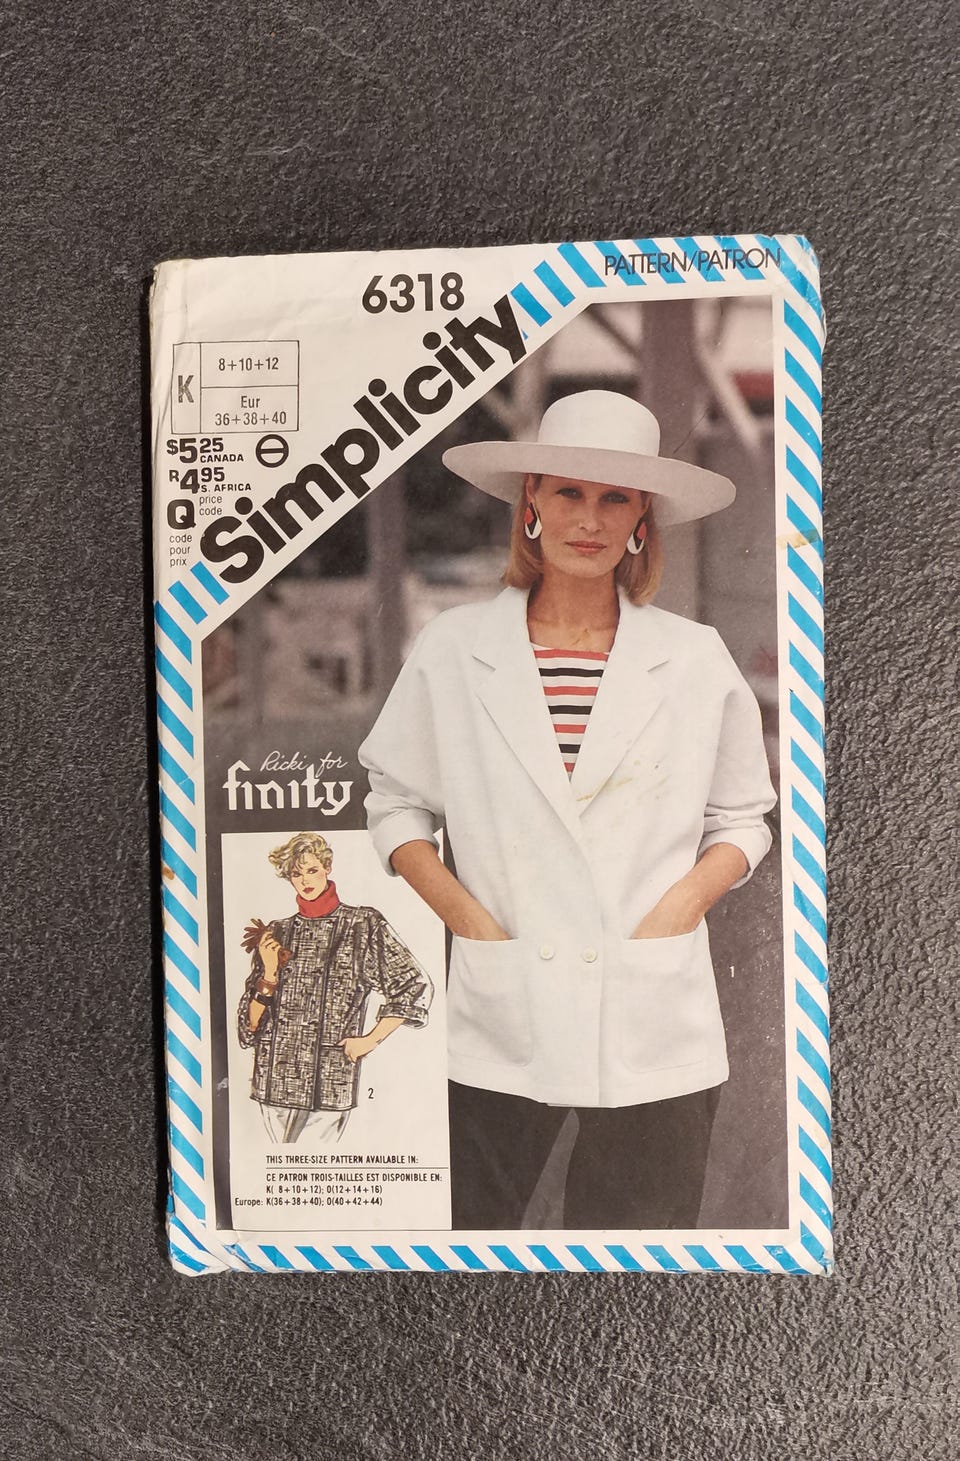 PATTERN/PATRON
6318
Simplicity
K
8+10+12
Eur
36+38+40
$5.25
CANADA
R4.95
S. AFRICA
Q price
code
code
pour
prix
Ricki for
finity
1
2
THIS THREE-SIZE PATTERN AVAILABLE IN:
CE PATRON TROIS-TAILLES EST DISPONIBLE EN:
K( 8+10+12); O(12+14+16)
Europe: K(36+38+40); O(40+42+44)